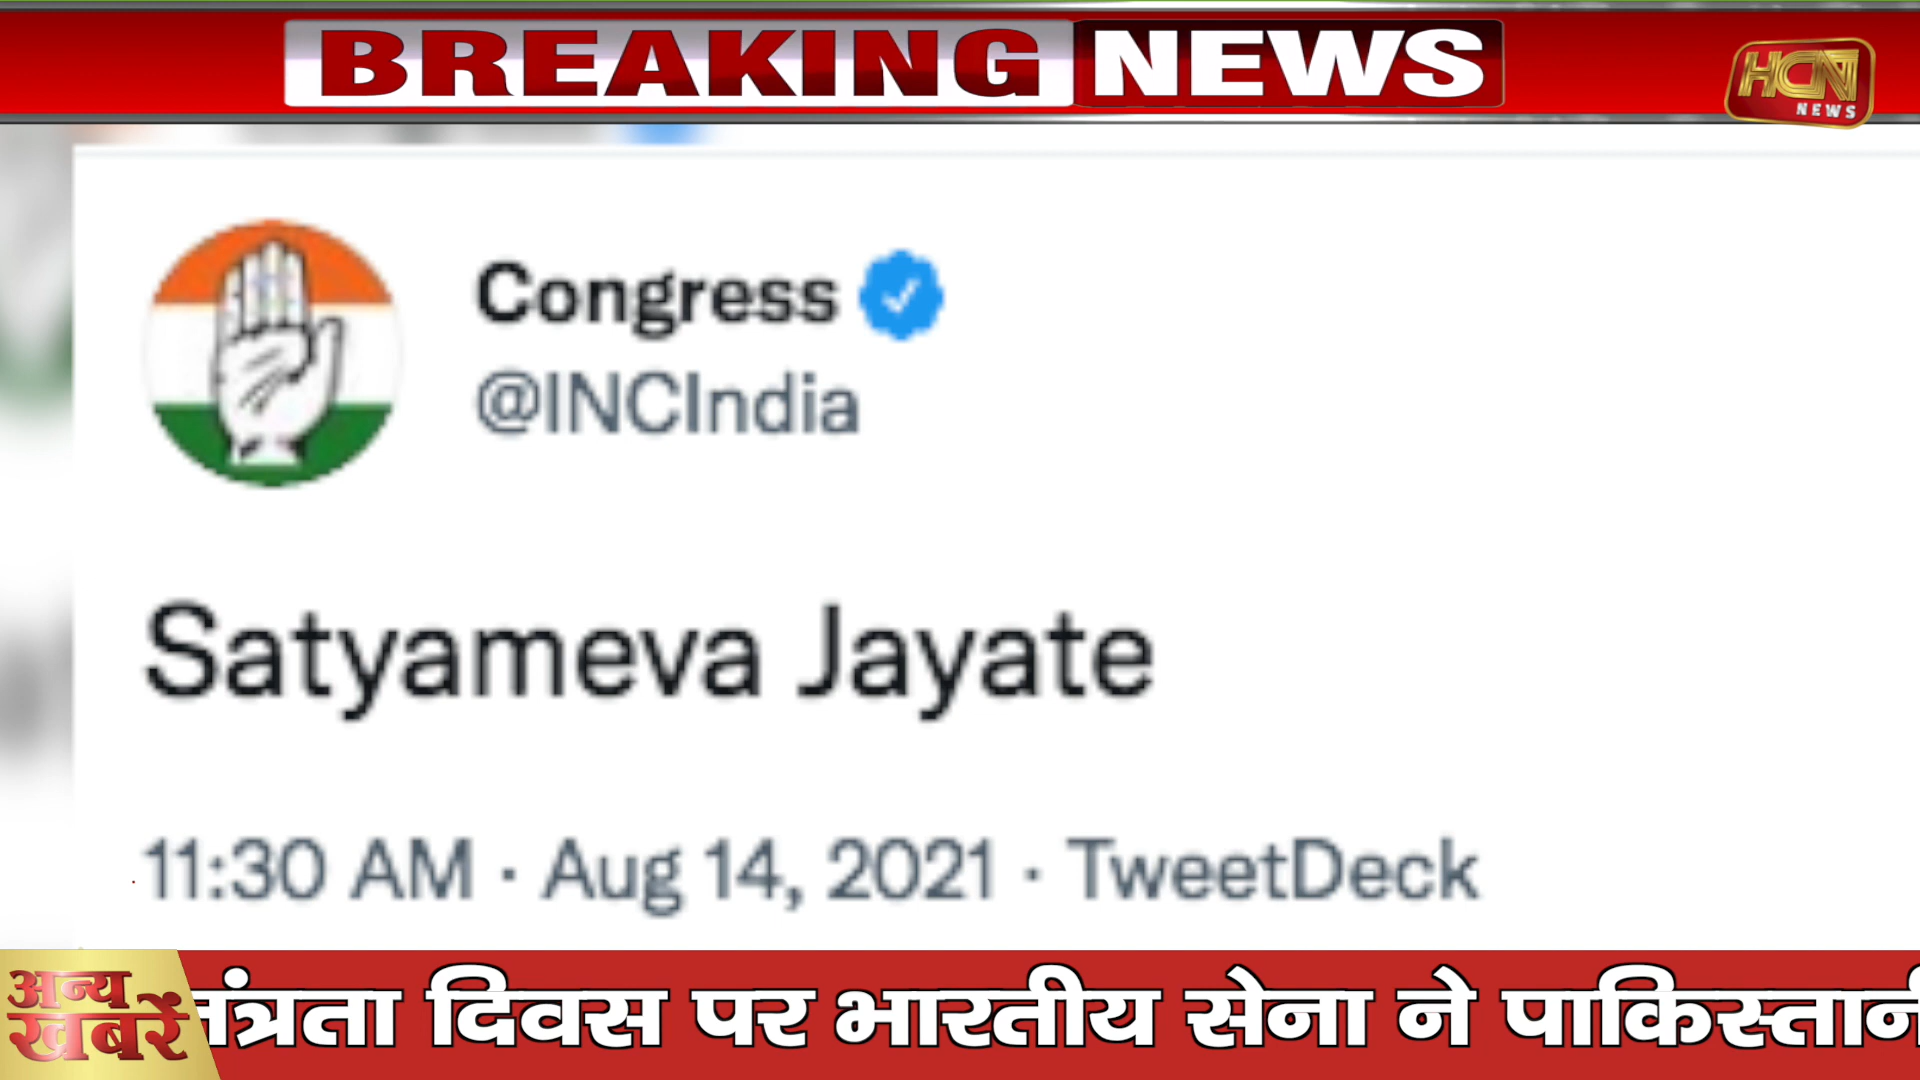 BREAKING NEWS
HCN
NEWS
Congress
@INCIndia
Satyameva Jayate
11:30 AM · Aug 14, 2021 · TweetDeck
अन्य
खबरें
दिवस पर भारतीय सेना ने